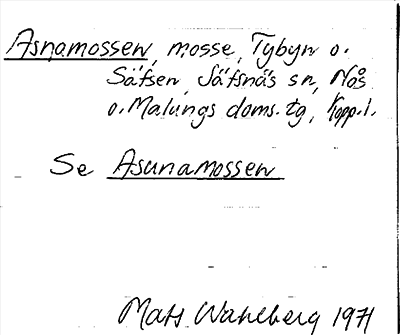 Asnamossen, mosse, Tybyn o.
Säfsen, Säfsnäs sn, Nås
o. Malungs doms. tg, Kopp. l.
Se Asunamossen
Mats Wahlberg 1971